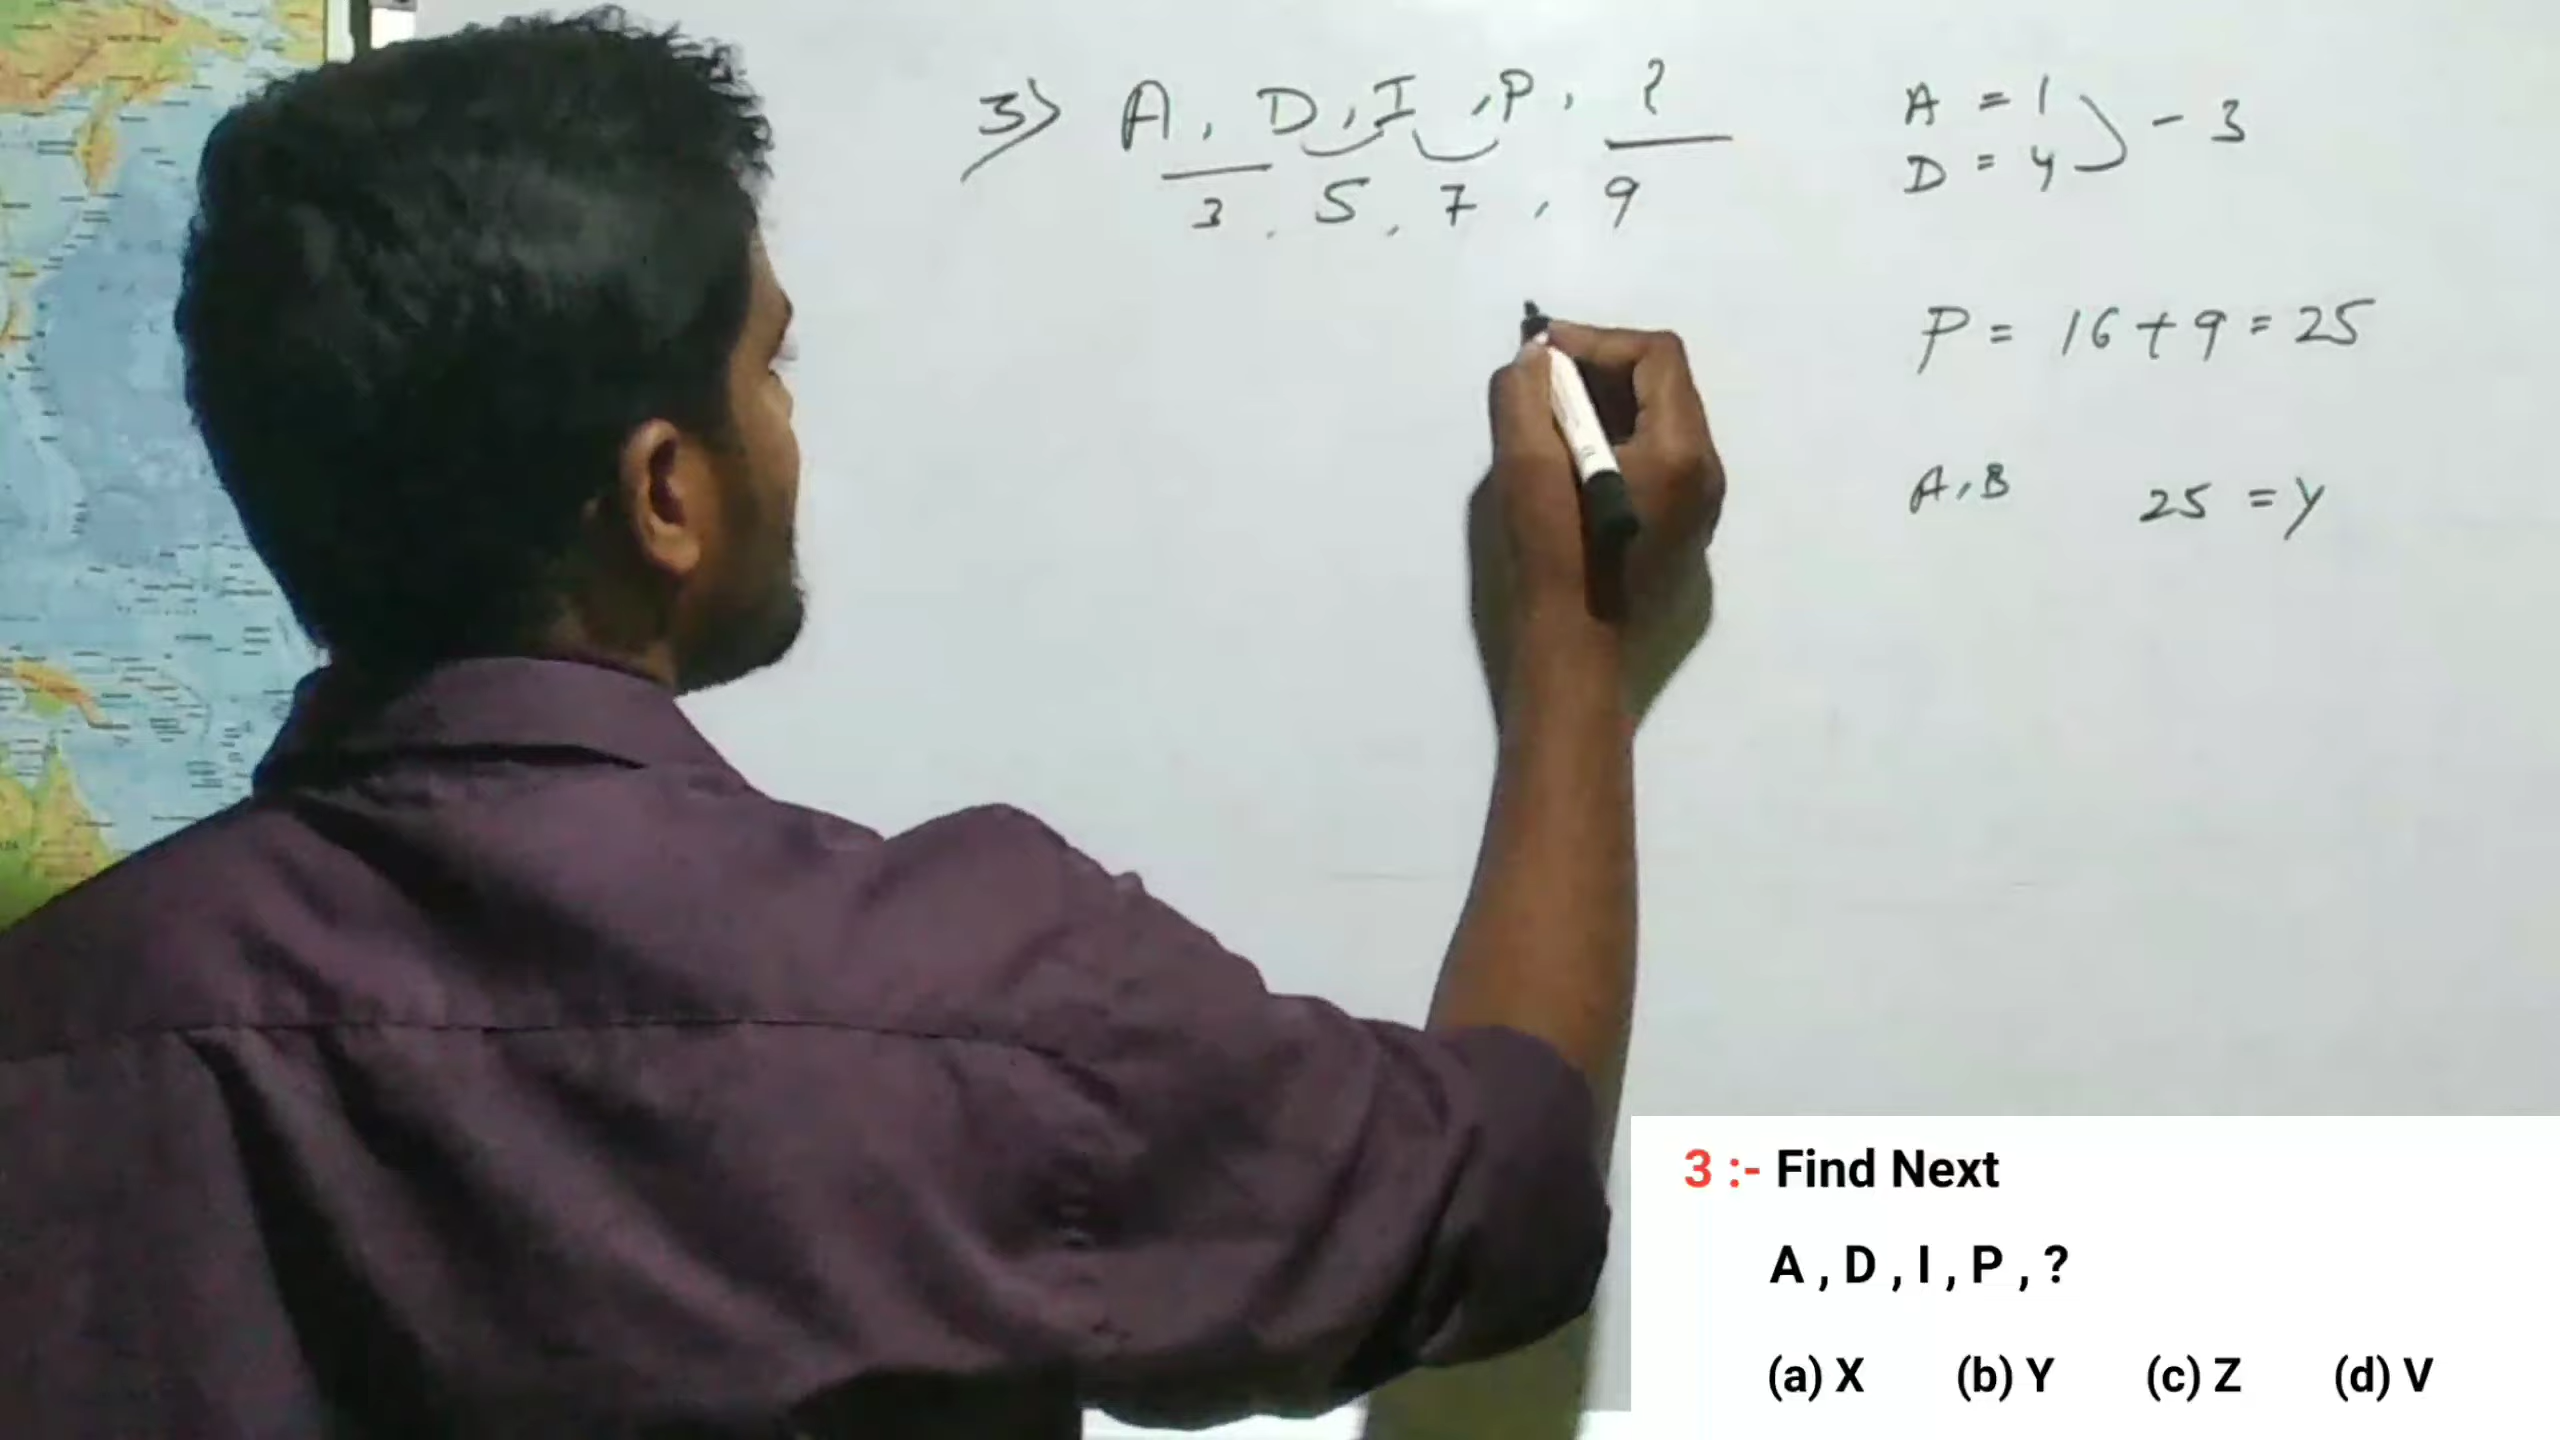 3) A, D, I, P, ?
3, 5, 7, 9
A = 1
D = 4 ) - 3
P = 16 + 9 = 25
A, B 25 = Y
3 :- Find Next
A , D , I , P , ?
(a) X (b) Y (c) Z (d) V